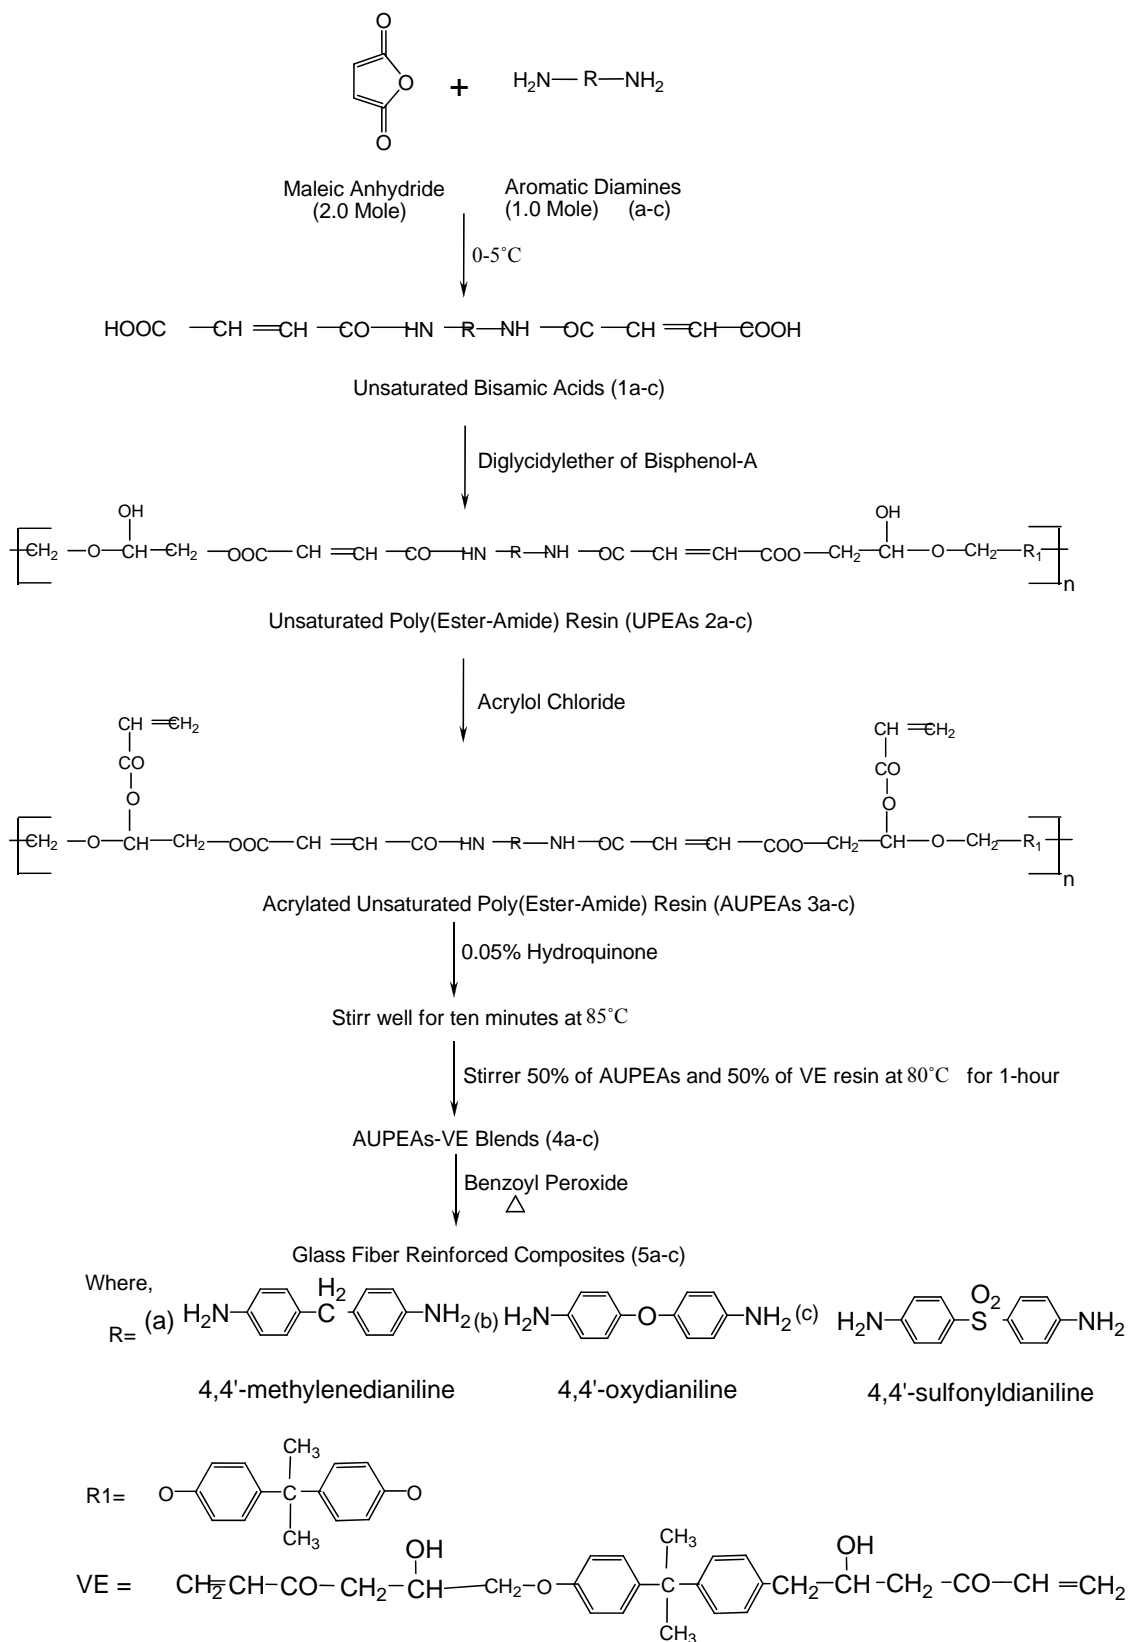 O
O
O
+
H2N R NH2
Maleic Anhydride
(2.0 Mole)
Aromatic Diamines
(1.0 Mole) (a-c)
0-5°C
HOOC CH CH CO HN R NH OC CH CH COOH
Unsaturated Bisamic Acids (1a-c)
Diglycidylether of Bisphenol-A
OH OH
CH2 O CH CH2 OOC CH CH CO HN R NH OC CH CH COO CH2 CH O CH2 R1
n
Unsaturated Poly(Ester-Amide) Resin (UPEAs 2a-c)
Acrylol Chloride
CH CH2 CH CH2
CO CO
O O
CH2 O CH CH2 OOC CH CH CO HN R NH OC CH CH COO CH2 CH O CH2 R1
n
Acrylated Unsaturated Poly(Ester-Amide) Resin (AUPEAs 3a-c)
0.05% Hydroquinone
Stirr well for ten minutes at 85°C
Stirrer 50% of AUPEAs and 50% of VE resin at 80°C for 1-hour
AUPEAs-VE Blends (4a-c)
Benzoyl Peroxide
Glass Fiber Reinforced Composites (5a-c)
Where,
R= (a) H2N C H2 NH2 (b) H2N O NH2 (c) H2N S O2 NH2
4,4'-methylenedianiline
4,4'-oxydianiline
4,4'-sulfonyldianiline
CH3
R1= O C O
CH3
OH CH3 OH
VE = CH2 CH CO CH2 CH CH2 O C CH2 CH CH2 CO CH CH2
CH3